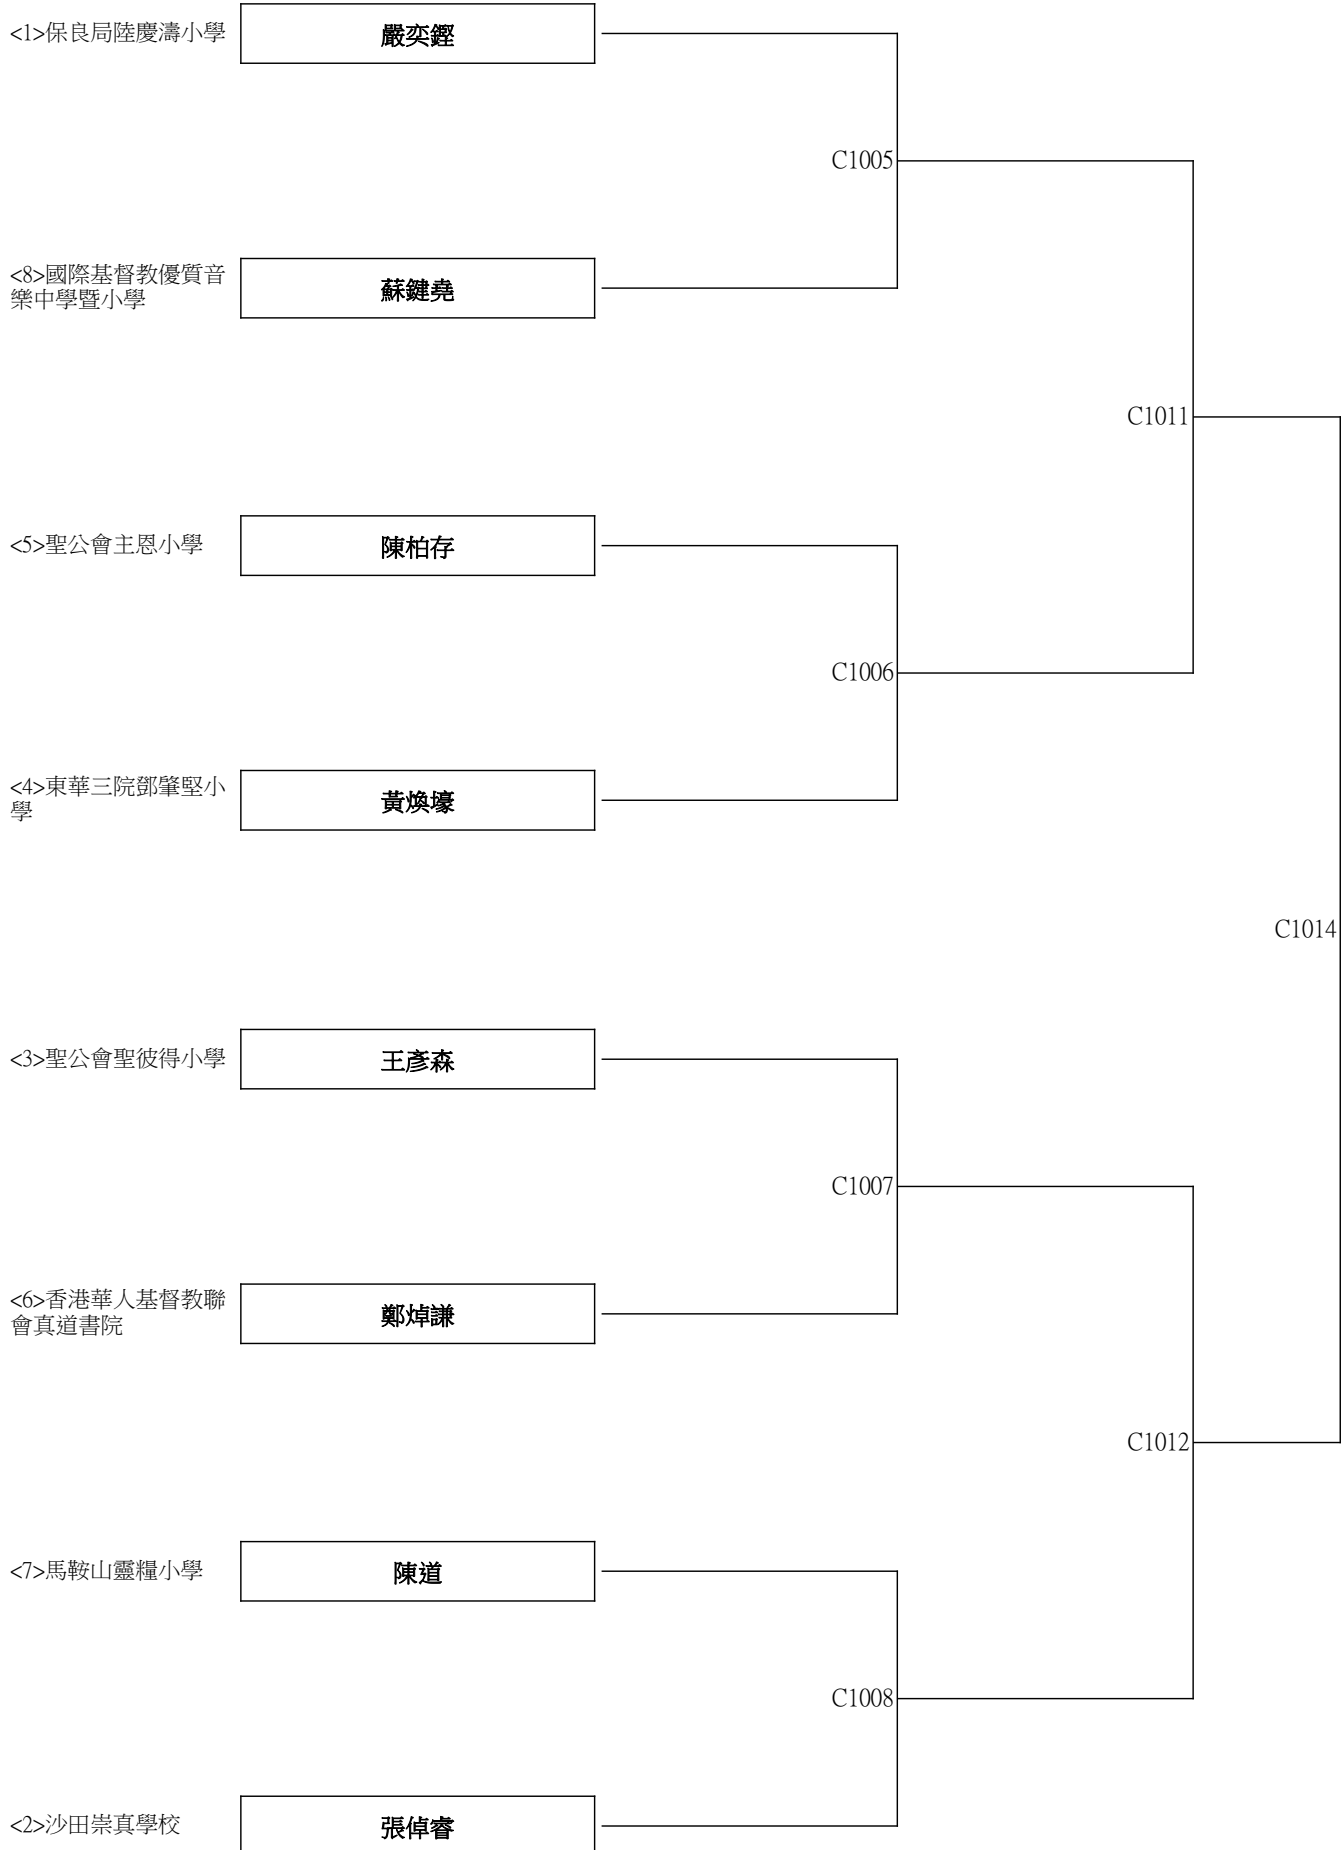 <1>保良局陸慶濤小學
嚴奕鏗
C1005
<8>國際基督教優質音
樂中學暨小學
蘇鍵堯
C1011
<5>聖公會主恩小學
陳柏存
C1006
<4>東華三院鄧肇堅小
學
黃煥壕
C1014
<3>聖公會聖彼得小學
王彥森
C1007
<6>香港華人基督教聯
會真道書院
鄭焯謙
C1012
<7>馬鞍山靈糧小學
陳道
C1008
<2>沙田崇真學校
張倬睿